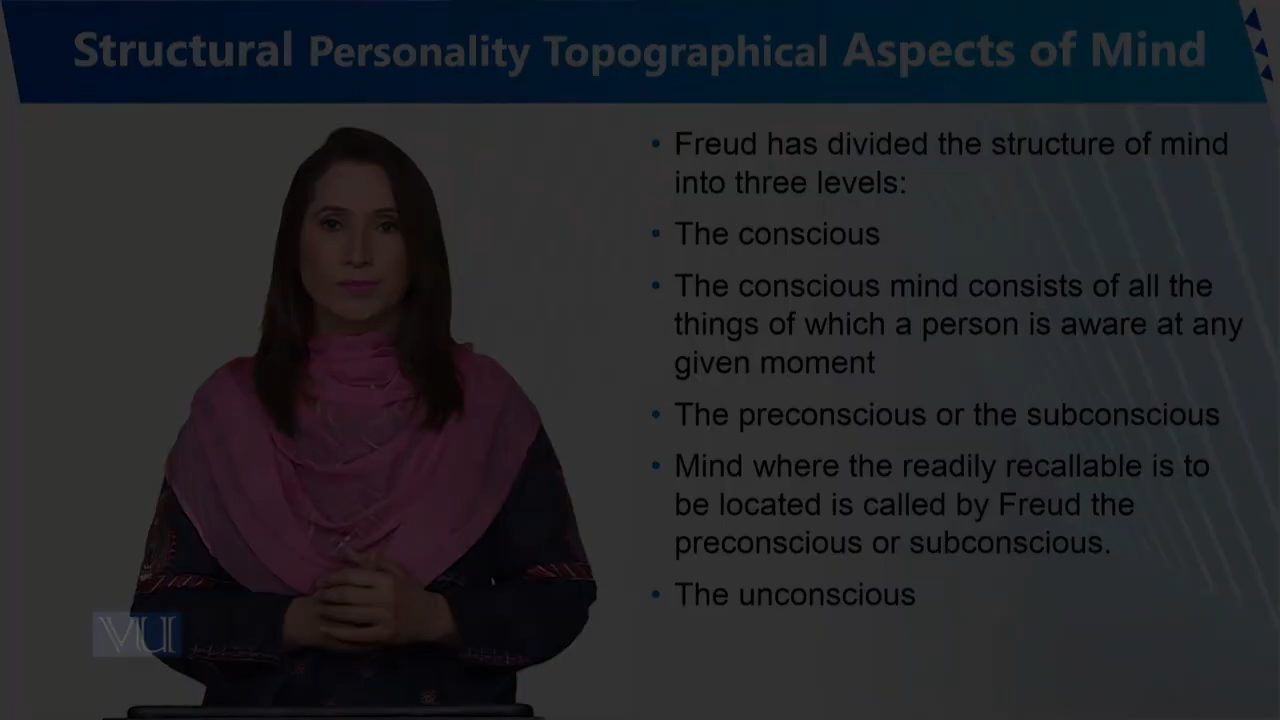 Structural Personality Topographical Aspects of Mind
• Freud has divided the structure of mind
into three levels:
• The conscious
• The conscious mind consists of all the
things of which a person is aware at any
given moment
• The preconscious or the subconscious
• Mind where the readily recallable is to
be located is called by Freud the
preconscious or subconscious.
• The unconscious
VU